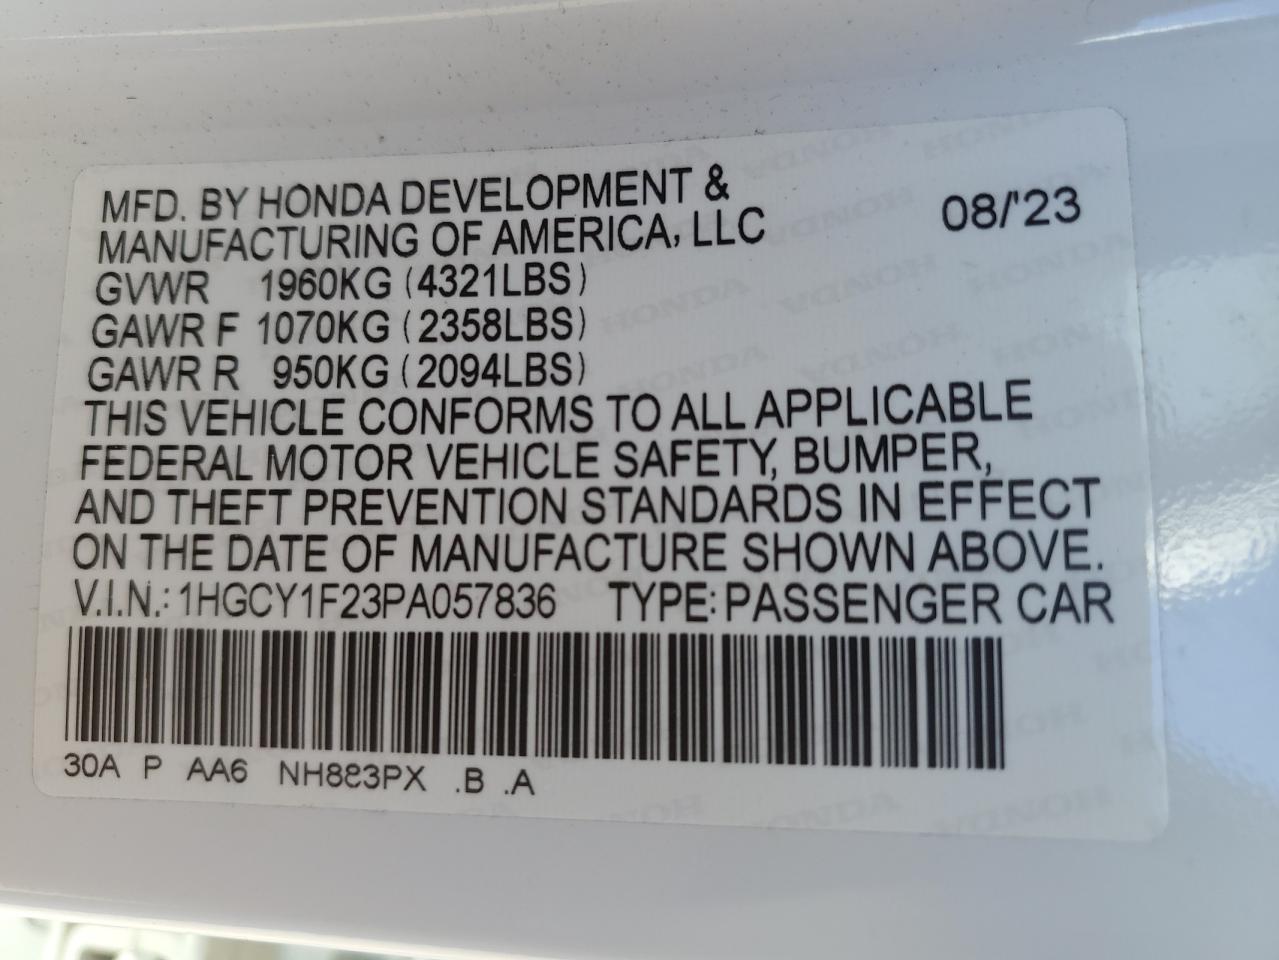 MFD. BY HONDA DEVELOPMENT &
MANUFACTURING OF AMERICA, LLC 08/'23
GVWR 1960KG (4321LBS)
GAWR F 1070KG (2358LBS)
GAWR R 950KG (2094LBS)
THIS VEHICLE CONFORMS TO ALL APPLICABLE
FEDERAL MOTOR VEHICLE SAFETY, BUMPER,
AND THEFT PREVENTION STANDARDS IN EFFECT
ON THE DATE OF MANUFACTURE SHOWN ABOVE.
V.I.N.: 1HGCY1F23PA057836 TYPE: PASSENGER CAR
30A P AA6 NH883PX .B .A